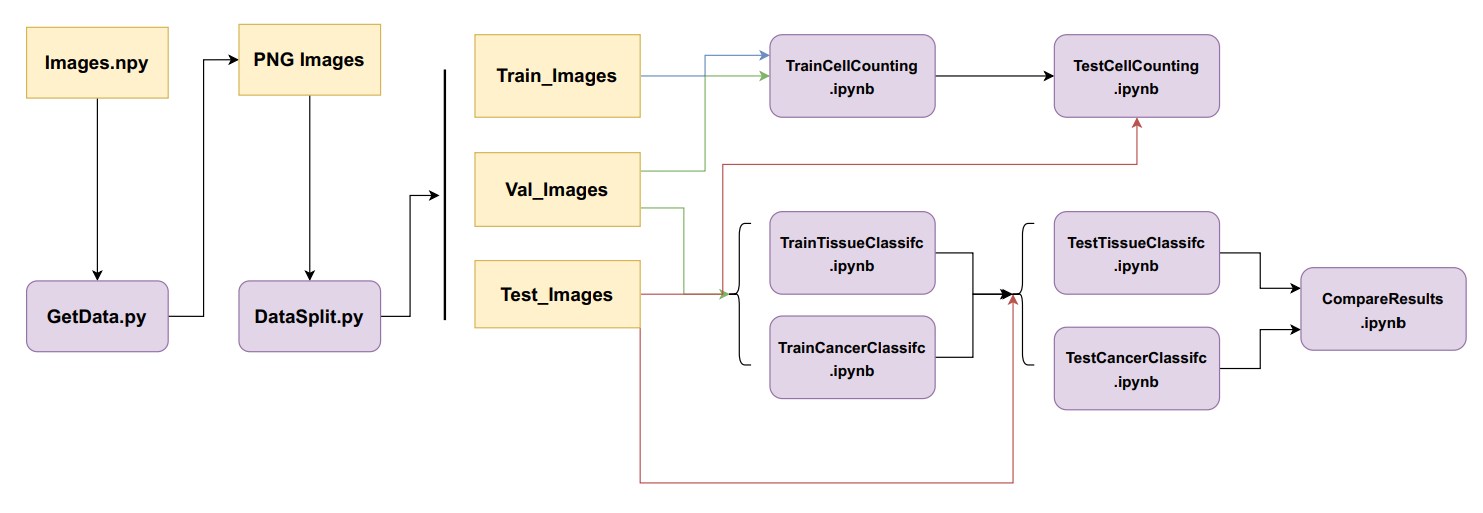 Images.npy
PNG Images
GetData.py
DataSplit.py
Train_Images
Val_Images
Test_Images
TrainCellCounting
.ipynb
TestCellCounting
.ipynb
TrainTissueClassifc
.ipynb
TrainCancerClassifc
.ipynb
TestTissueClassifc
.ipynb
TestCancerClassifc
.ipynb
CompareResults
.ipynb